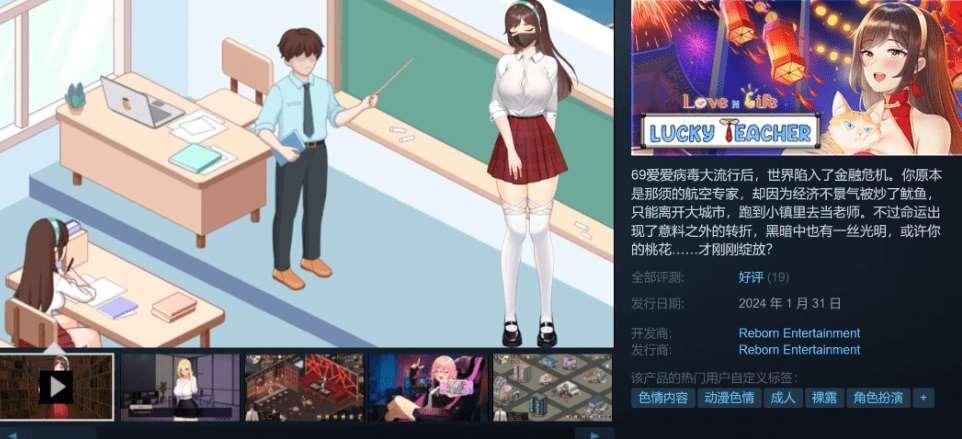 Love n Life
LUCKY TEACHER
69爱爱病毒大流行后，世界陷入了金融危机。你原本
是那须的航空专家，却因为经济不景气被炒了鱿鱼，
只能离开大城市，跑到小镇里去当老师。不过命运出
现了意料之外的转折，黑暗中也有一丝光明，或许你
的桃花……才刚刚绽放？
全部评测: 好评 (19)
发行日期: 2024 年 1 月 31 日
开发商: Reborn Entertainment
发行商: Reborn Entertainment
该产品的热门用户自定义标签：
色情内容 动漫色情 成人 裸露 角色扮演 +